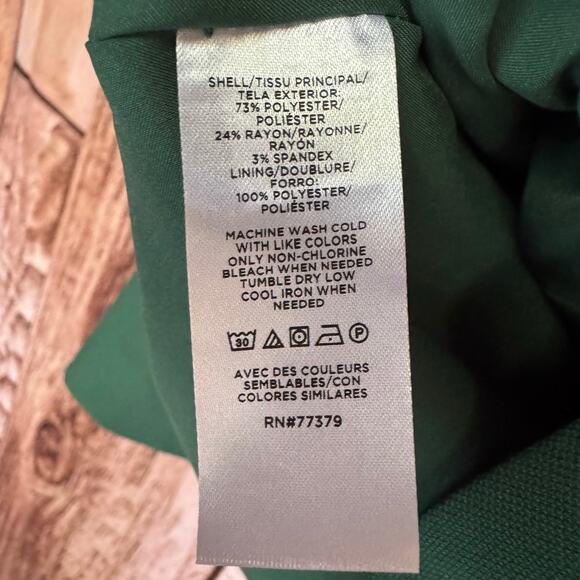 SHELL/TISSU PRINCIPAL/
TELA EXTERIOR:
73% POLYESTER/
POLIÉSTER
24% RAYON/RAYONNE/
RAYÓN
3% SPANDEX
LINING/DOUBLURE/
FORRO:
100% POLYESTER/
POLIÉSTER
MACHINE WASH COLD
WITH LIKE COLORS
ONLY NON-CHLORINE
BLEACH WHEN NEEDED
TUMBLE DRY LOW
COOL IRON WHEN
NEEDED
30 P
AVEC DES COULEURS
SEMBLABLES/CON
COLORES SIMILARES
RN#77379